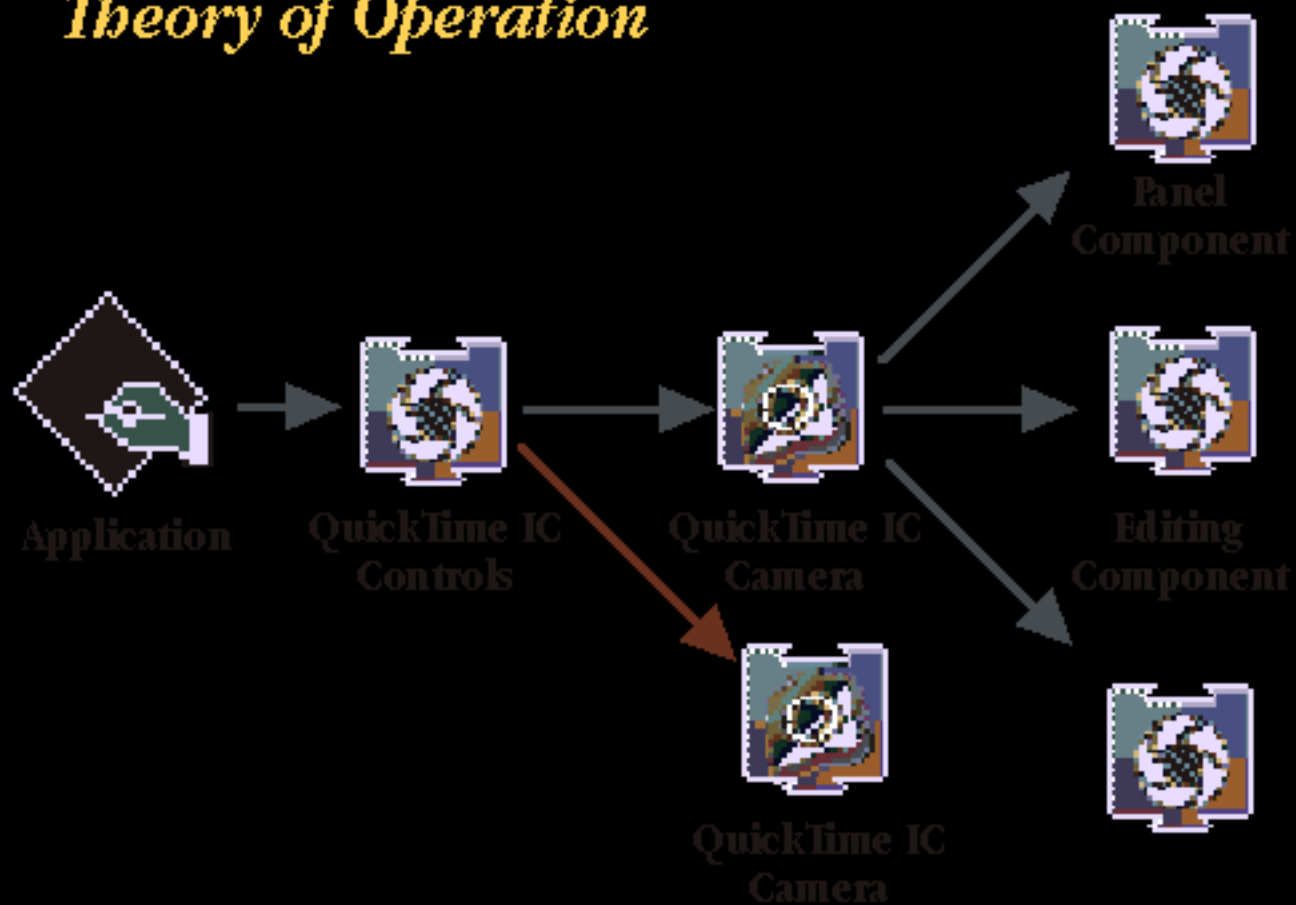 Theory of Operation
Panel
Component
Application
QuickTime IC
Controls
QuickTime IC
Camera
Editing
Component
QuickTime IC
Camera